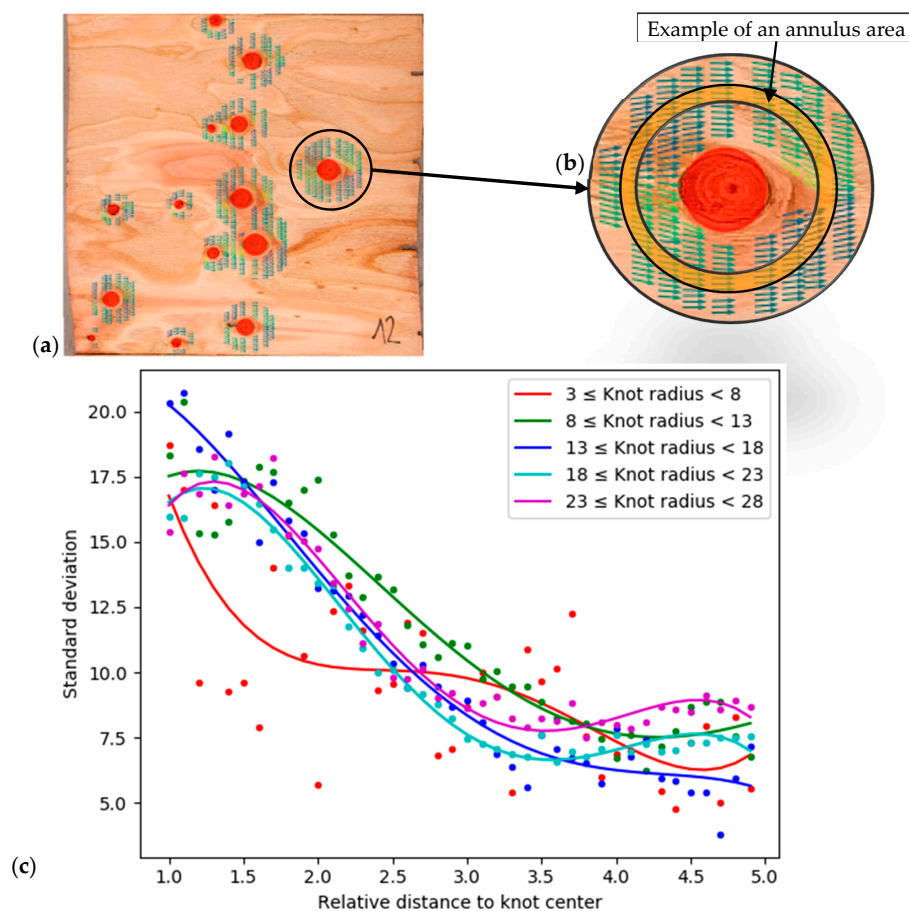 Example of an annulus area
(b)
12
(a)
20.0
17.5
15.0
12.5
10.0
7.5
5.0
Standard deviation
3 ≤ Knot radius < 8
8 ≤ Knot radius < 13
13 ≤ Knot radius < 18
18 ≤ Knot radius < 23
23 ≤ Knot radius < 28
(c)
1.0 1.5 2.0 2.5 3.0 3.5 4.0 4.5 5.0
Relative distance to knot center